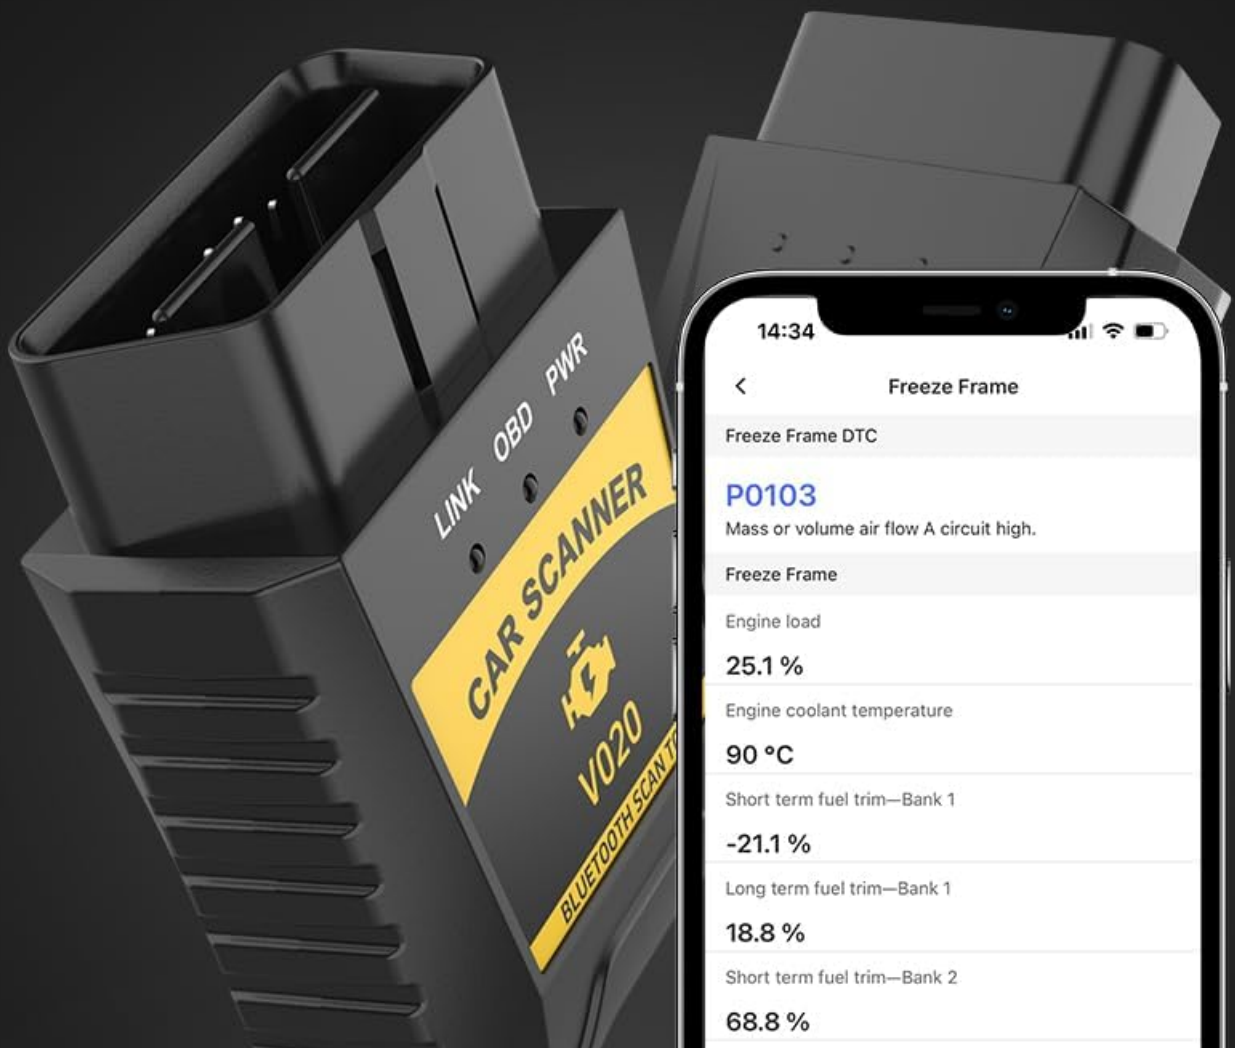 LINK OBD PWR
CAR SCANNER
V020
BLUETOOTH SCAN
14:34
Freeze Frame
Freeze Frame DTC
P0103
Mass or volume air flow A circuit high.
Freeze Frame
Engine load
25.1 %
Engine coolant temperature
90 °C
Short term fuel trim—Bank 1
-21.1 %
Long term fuel trim—Bank 1
18.8 %
Short term fuel trim—Bank 2
68.8 %